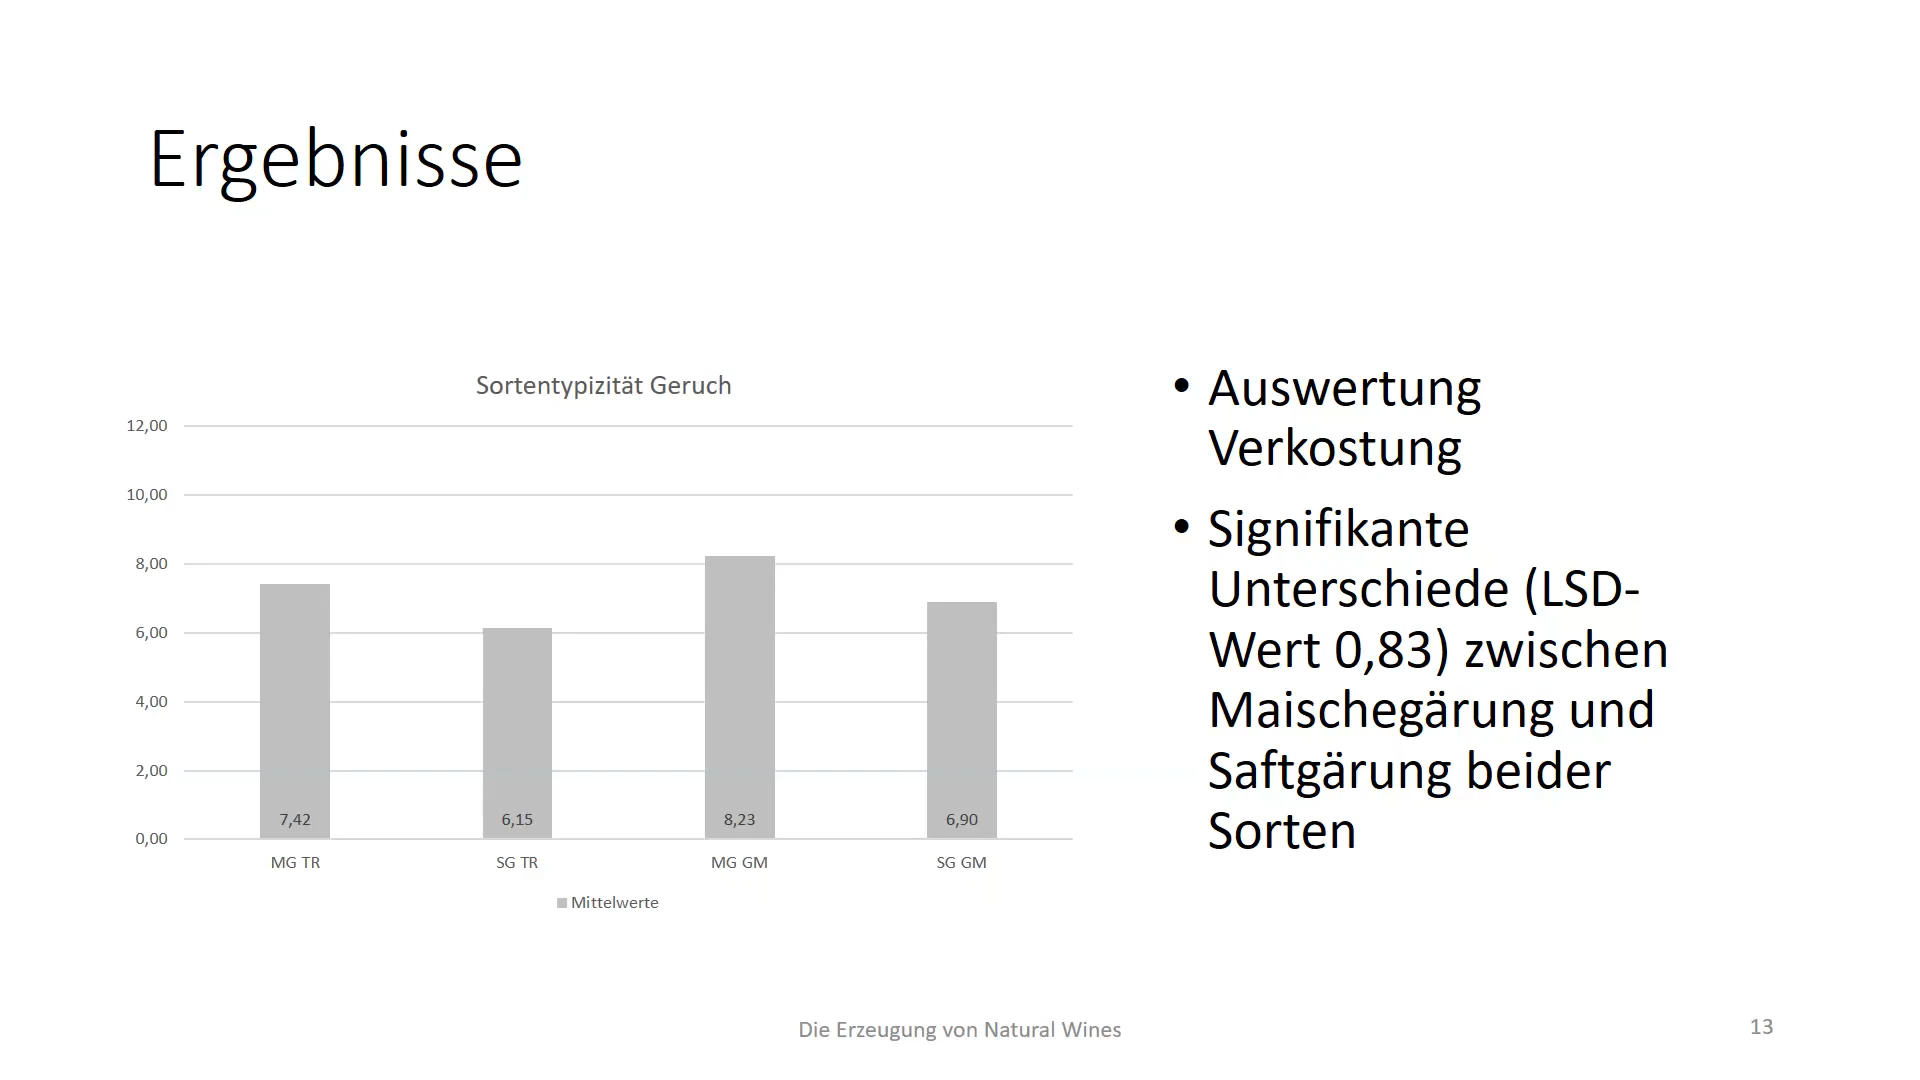 Ergebnisse
Sortentypizität Geruch
12,00
10,00
8,00
6,00
4,00
2,00
0,00
7,42
6,15
8,23
6,90
MG TR
SG TR
MG GM
SG GM
Mittelwerte
• Auswertung
Verkostung
• Signifikante
Unterschiede (LSD-
Wert 0,83) zwischen
Maischegärung und
Saftgärung beider
Sorten
Die Erzeugung von Natural Wines
13